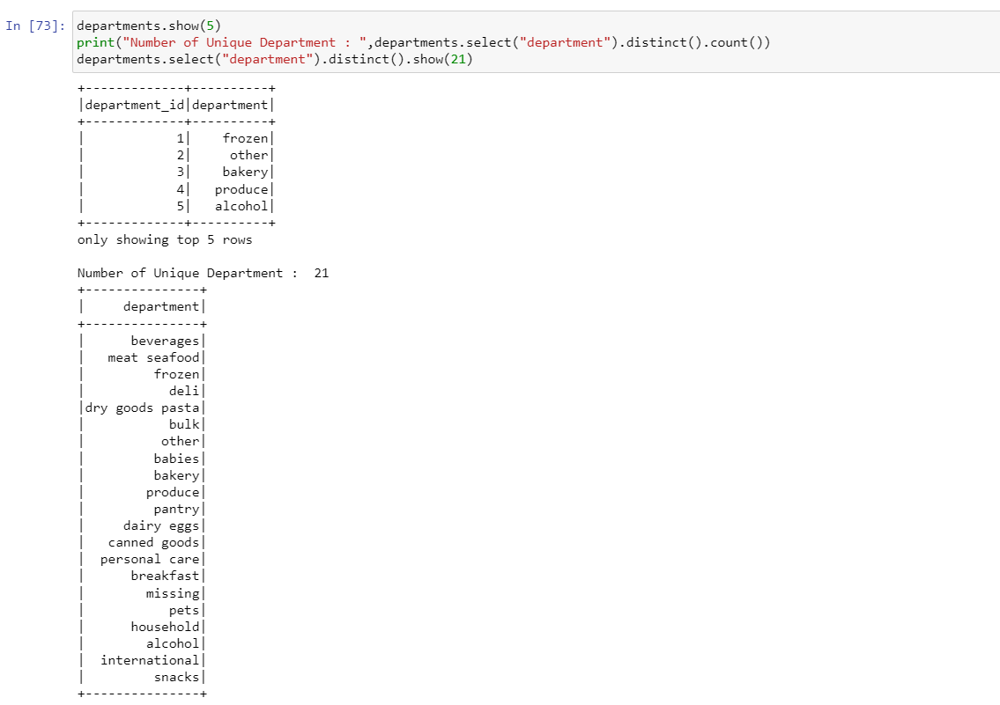 In [73]: departments.show(5)
print("Number of Unique Department : ",departments.select("department").distinct().count())
departments.select("department").distinct().show(21)
+-------------+----------+
|department_id|department|
+-------------+----------+
|            1|    frozen|
|            2|     other|
|            3|    bakery|
|            4|   produce|
|            5|   alcohol|
+-------------+----------+
only showing top 5 rows
Number of Unique Department :  21
+---------------+
|     department|
+---------------+
|      beverages|
|   meat seafood|
|         frozen|
|           deli|
|dry goods pasta|
|           bulk|
|          other|
|         babies|
|         bakery|
|        produce|
|         pantry|
|     dairy eggs|
|   canned goods|
|  personal care|
|      breakfast|
|        missing|
|           pets|
|      household|
|        alcohol|
|  international|
|         snacks|
+---------------+